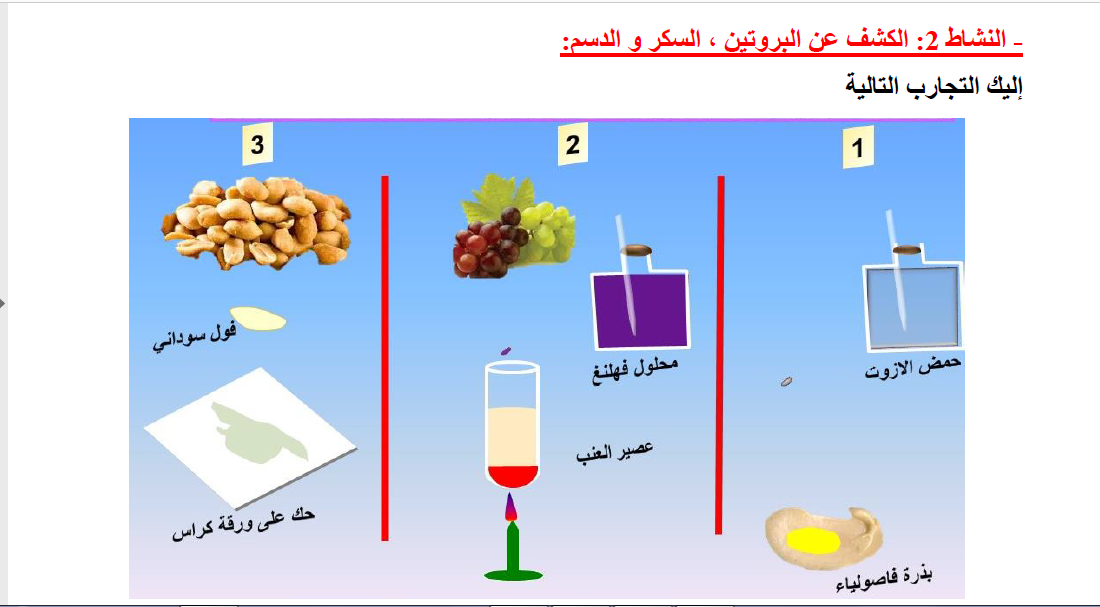 - النشاط 2: الكشف عن البروتين ، السكر و الدسم:
إليك التجارب التالية
1
2
3
حمض الازوت
محلول فهلنغ
فول سوداني
عصير العنب
حك على ورقة كراس
بذرة فاصولياء